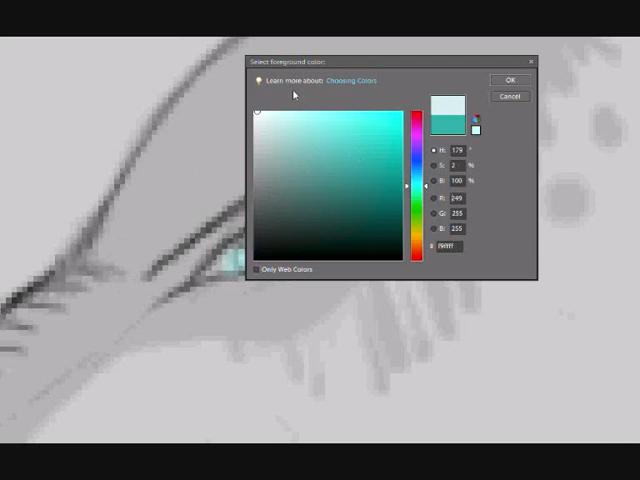 Select foreground color:
Learn more about: Choosing Colors
OK
Cancel
H: 179 °
S: 2 %
B: 100 %
R: 249
G: 255
B: 255
# f9ffff
Only Web Colors